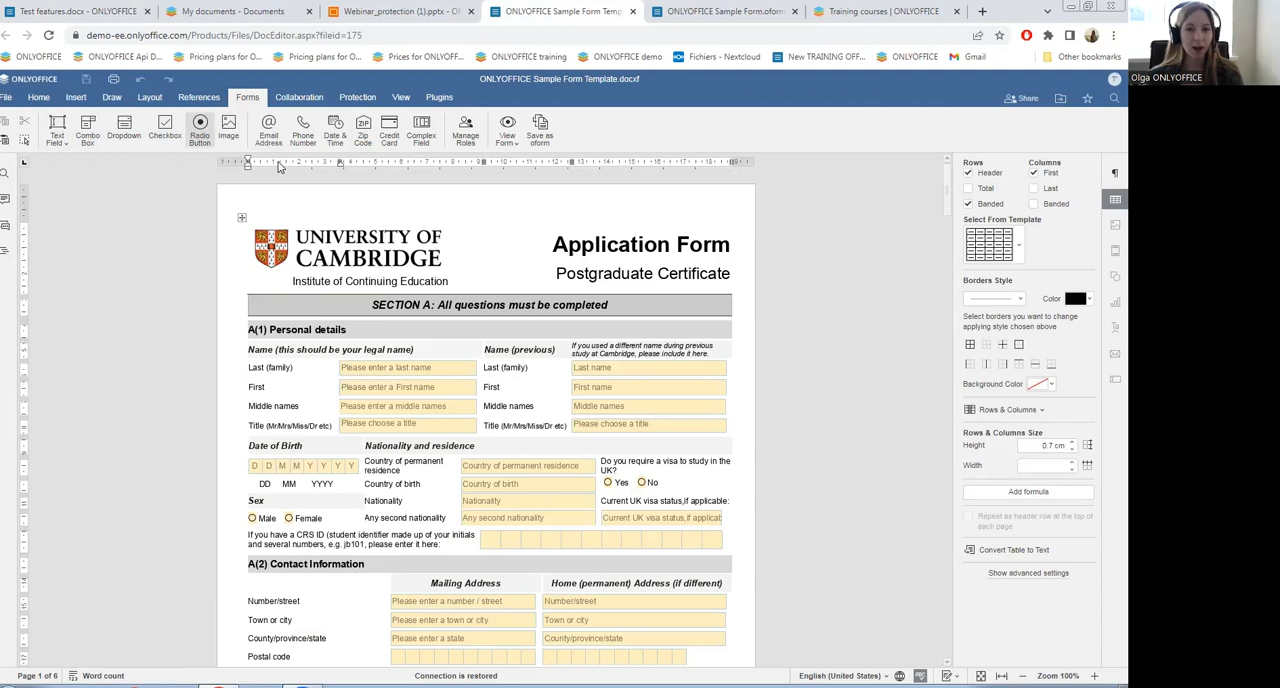 Test features.docx × My documents - Documents × Webinar_protection (1).pptx - ON × ONLYOFFICE Sample Form Templ × ONLYOFFICE Sample Form.oform × Training courses | ONLYOFFICE ×
demo-ee.onlyoffice.com/Products/Files/DocEditor.aspx?fileid=175
ONLYOFFICE ONLYOFFICE Api D... Pricing plans for O... Pricing plans for O... Prices for ONLYOFF... ONLYOFFICE training ONLYOFFICE demo Fichiers - Nextcloud NEW TRAINING OFF... ONLYOFFICE Gmail Other bookmarks
Olga ONLYOFFICE
ONLYOFFICE ONLYOFFICE Sample Form Template.docxf T
File Home Insert Draw Layout References Forms Collaboration Protection View Plugins Share
Text Field Combo Box Dropdown Checkbox Radio Button Image Email Address Phone Number Date & Time Zip Code Credit Card Complex Field Manage Roles View Form Save as oform
UNIVERSITY OF
CAMBRIDGE
Institute of Continuing Education
Application Form
Postgraduate Certificate
SECTION A: All questions must be completed
A(1) Personal details
Name (this should be your legal name) Name (previous) If you used a different name during previous
study at Cambridge, please include it here.
Last (family) Please enter a last name Last (family) Last name
First Please enter a First name First First name
Middle names Please enter a middle names Middle names Middle names
Title (Mr/Mrs/Miss/Dr etc) Please choose a title Title (Mr/Mrs/Miss/Dr etc) Please choose a title
Date of Birth Nationality and residence
D D M M Y Y Y Y Country of permanent residence Country of permanent residence Do you require a visa to study in the UK?
DD MM YYYY Country of birth Country of birth Yes No
Sex Nationality Nationality Current UK visa status,if applicable:
Male Female Any second nationality Any second nationality Current UK visa status,if applicat
If you have a CRS ID (student identifier made up of your initials
and several numbers, e.g. jb101, please enter it here:
A(2) Contact Information
Mailing Address Home (permanent) Address (if different)
Number/street Please enter a number / street Number/street
Town or city Please enter a town or city Town or city
County/province/state Please enter a state County/province/state
Postal code
Rows Columns
Header First
Total Last
Banded Banded
Select From Template
Borders Style
Color
Select borders you want to change
applying style chosen above
Background Color
Rows & Columns
Rows & Columns Size
Height 0.7 cm
Width
Add formula
Repeat as header row at the top of
each page
Convert Table to Text
Show advanced settings
Page 1 of 6 Word count Connection is restored English (United States) Zoom 100%